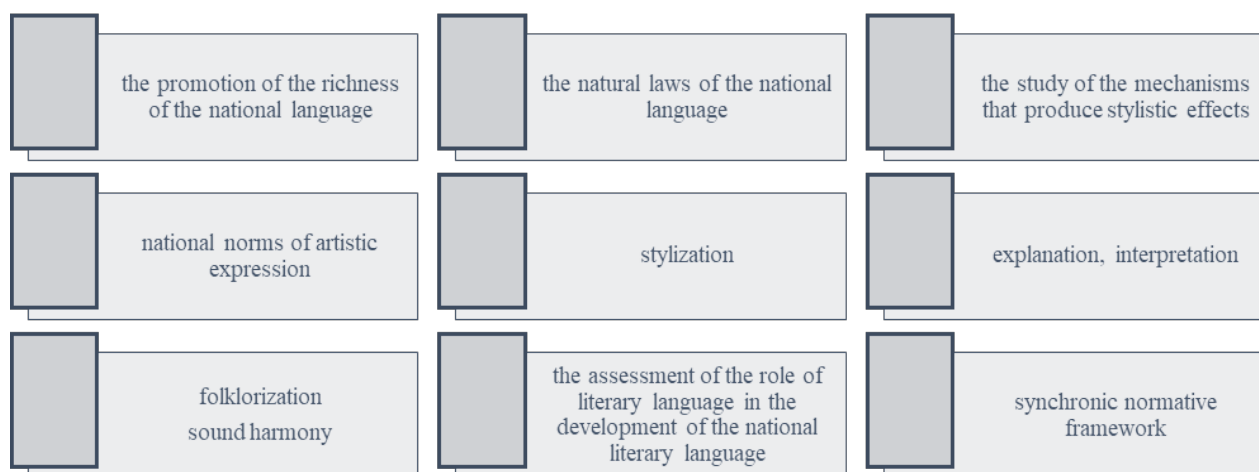 the promotion of the richness
of the national language
the natural laws of the national
language
the study of the mechanisms
that produce stylistic effects
national norms of artistic
expression
stylization
explanation, interpretation
folklorization
sound harmony
the assessment of the role of
literary language in the
development of the national
literary language
synchronic normative
framework